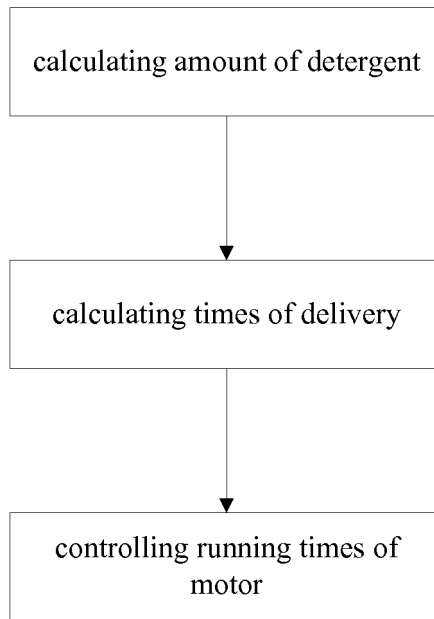 calculating amount of detergent
calculating times of delivery
controlling running times of
motor